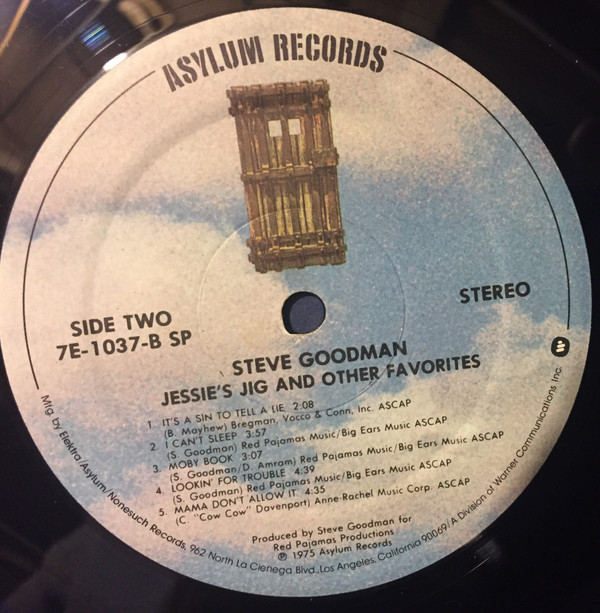 ASYLUM RECORDS
SIDE TWO
7E-1037-B SP
STEREO
STEVE GOODMAN
JESSIE'S JIG AND OTHER FAVORITES
1. IT'S A SIN TO TELL A LIE 2:08
(B. Mayhew) Bregman, Vocco & Conn, Inc. ASCAP
2. I CAN'T SLEEP 3:57
(S. Goodman) Red Pajamas Music/Big Ears Music ASCAP
3. MOBY BOOK 3:07
(S. Goodman/D. Amram) Red Pajamas Music/Big Ears Music ASCAP
4. LOOKIN' FOR TROUBLE 4:39
(S. Goodman) Red Pajamas Music/Big Ears Music ASCAP
5. MAMA DON'T ALLOW IT 4:35
(C. "Cow Cow" Davenport) Anne-Rachel Music Corp. ASCAP
Produced by Steve Goodman for
Red Pajamas Productions
℗ 1975 Asylum Records
Mfg. by Elektra/Asylum/Nonesuch Records, 962 North La Cienega Blvd., Los Angeles, California 90069/A Division of Warner Communications Inc.